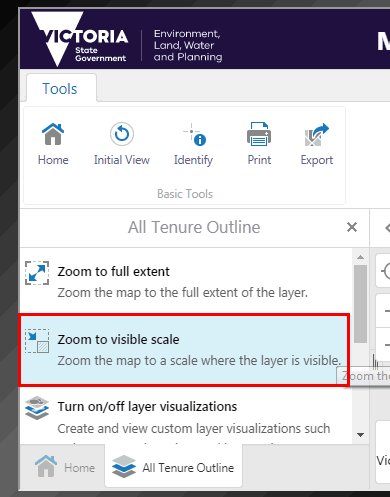 VICTORIA
State
Government
Environment,
Land, Water
and Planning
M
Tools
Home
Initial View
Identify
Print
Export
Basic Tools
All Tenure Outline
Zoom to full extent
Zoom the map to the full extent of the layer.
Zoom to visible scale
Zoom the map to a scale where the layer is visible.
Zoom the
Turn on/off layer visualizations
Create and view custom layer visualizations such
Home
All Tenure Outline
Vic